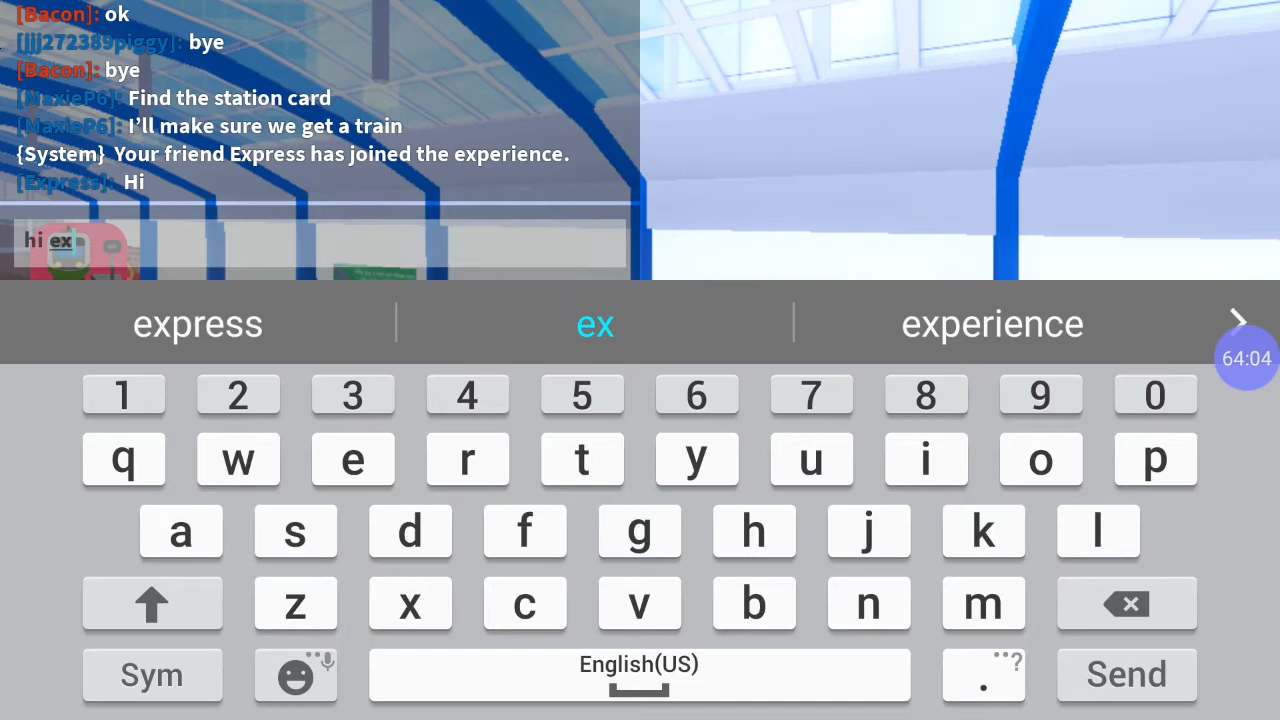 [Bacon]: ok
[jjj272389piggy]: bye
[Bacon]: bye
[MaxieP6]: Find the station card
[MaxieP6]: I’ll make sure we get a train
{System} Your friend Express has joined the experience.
[Express]: Hi
hi ex
express ex experience
64:04
1 2 3 4 5 6 7 8 9 0
q w e r t y u i o p
a s d f g h j k l
z x c v b n m
Sym English(US) . ? Send